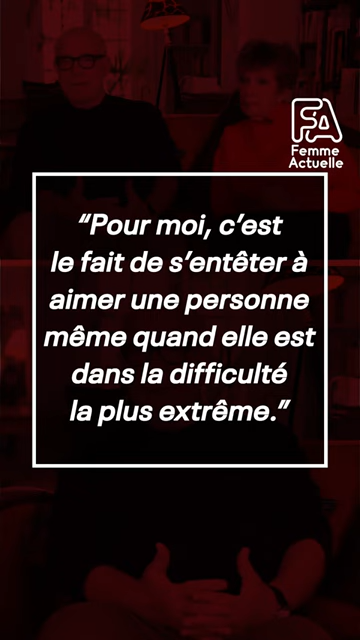 FA
Femme
Actuelle
“Pour moi, c’est
le fait de s’entêter à
aimer une personne
même quand elle est
dans la difficulté
la plus extrême.”